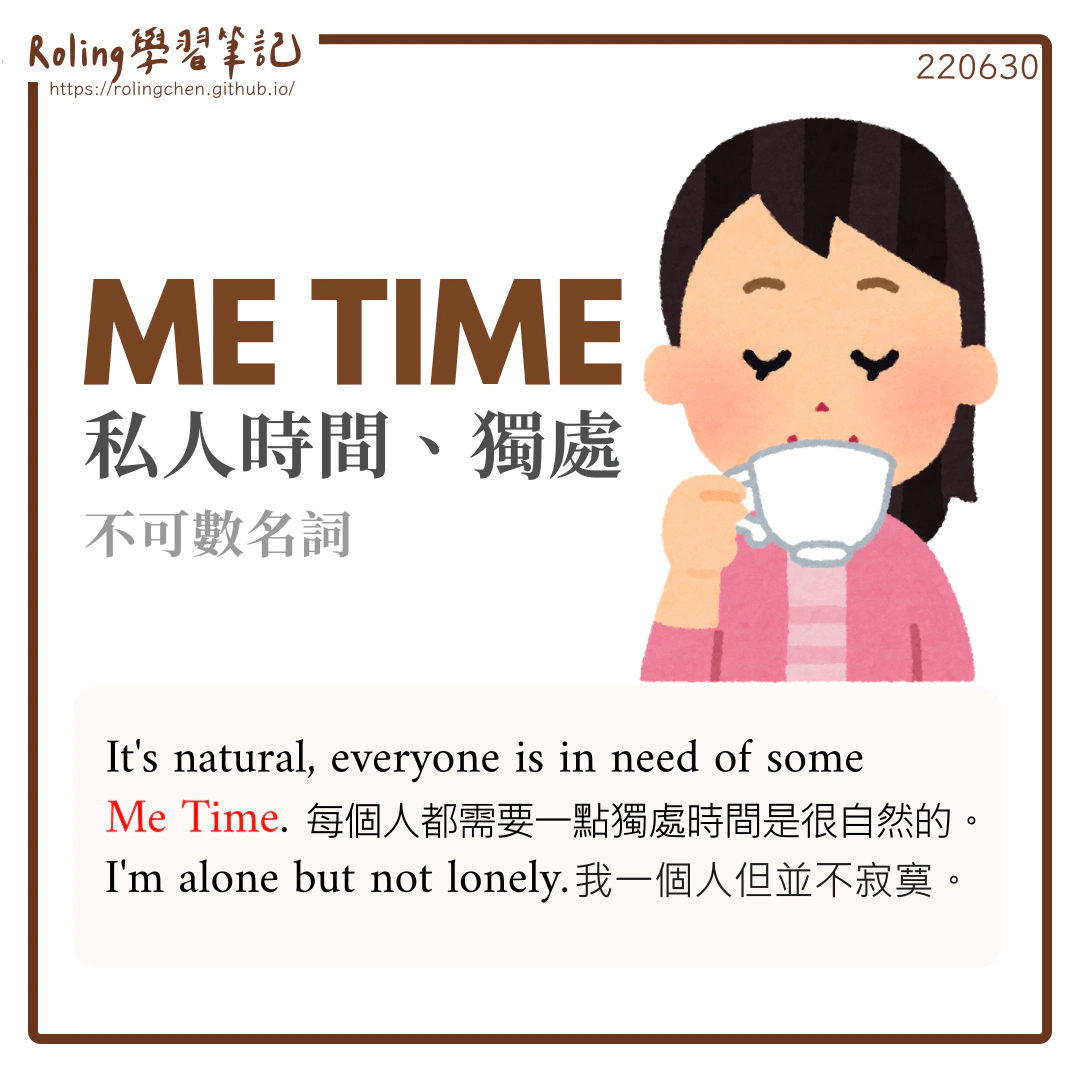 Roling學習筆記
https://rolingchen.github.io/
220630
ME TIME
私人時間、獨處
不可數名詞
It's natural, everyone is in need of some
Me Time. 每個人都需要一點獨處時間是很自然的。
I'm alone but not lonely.我一個人但並不寂寞。